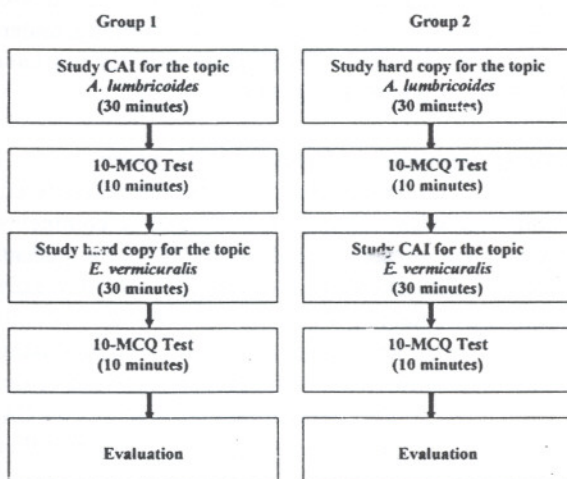 Group 1
Study CAI for the topic
A. lumbricoides
(30 minutes)
10-MCQ Test
(10 minutes)
Study hard copy for the topic
E. vermicuralis
(30 minutes)
10-MCQ Test
(10 minutes)
Evaluation
Group 2
Study hard copy for the topic
A. lumbricoides
(30 minutes)
10-MCQ Test
(10 minutes)
Study CAI for the topic
E. vermicuralis
(30 minutes)
10-MCQ Test
(10 minutes)
Evaluation